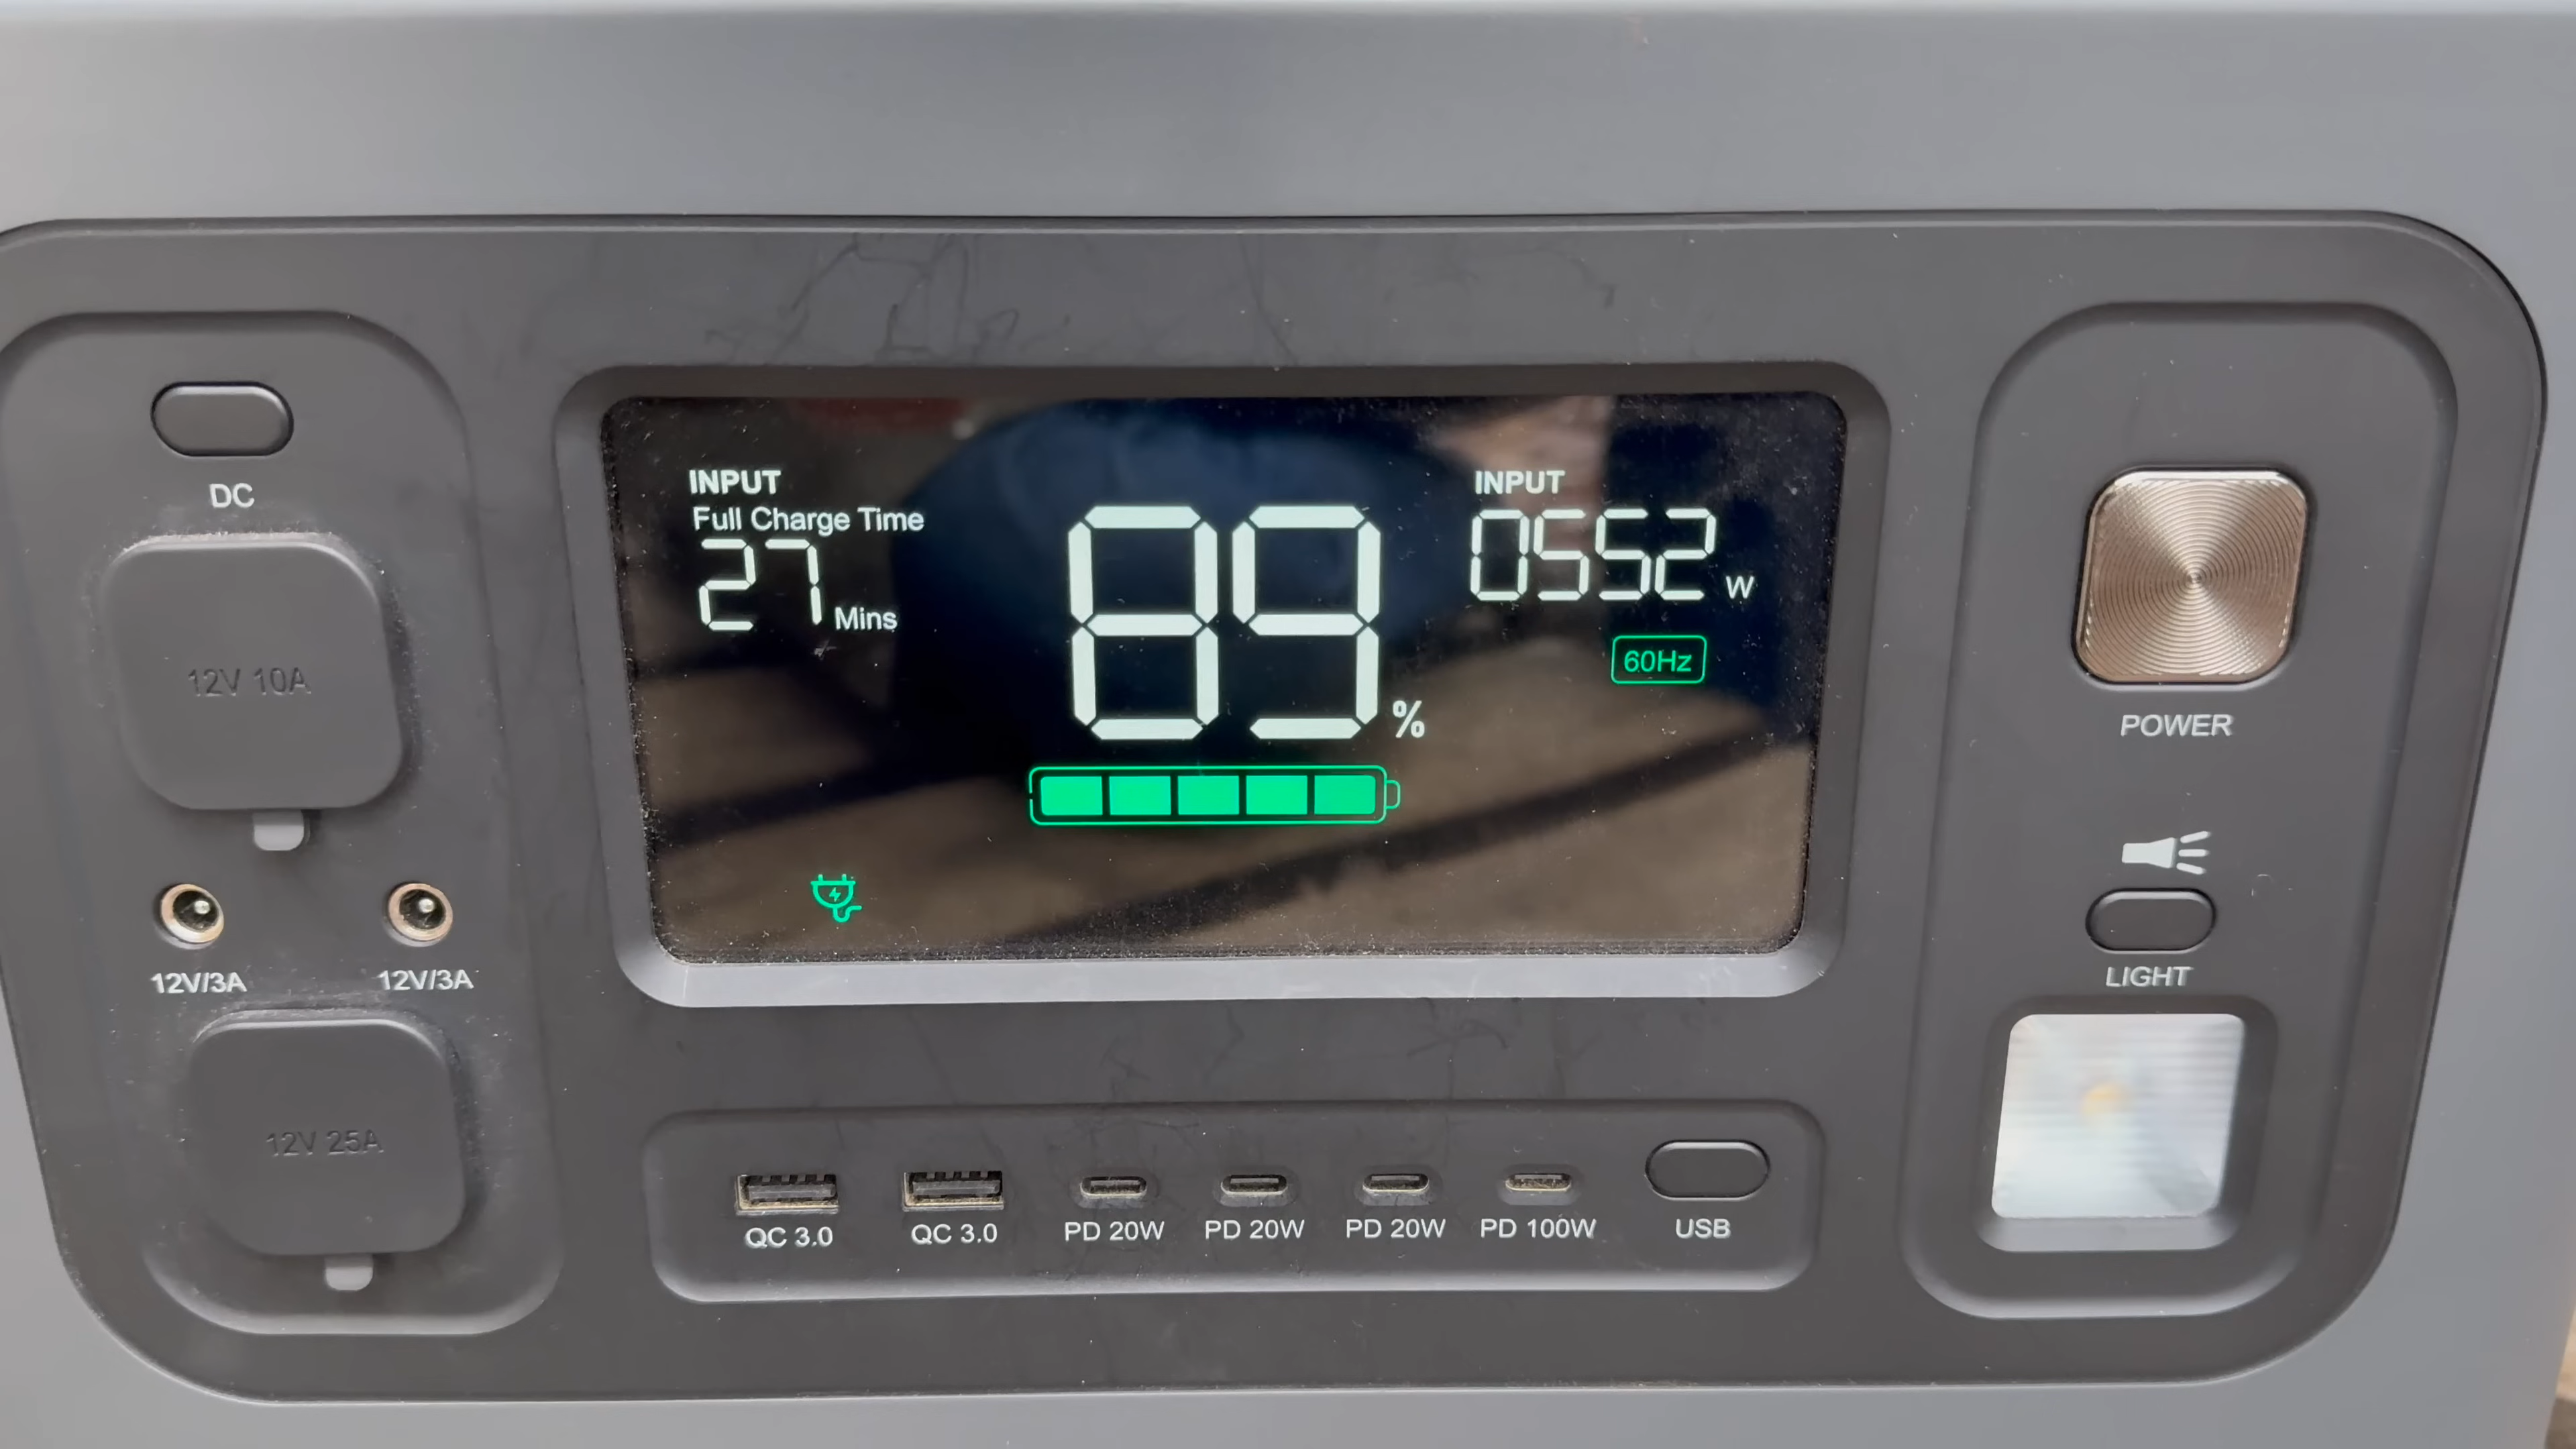 DC
12V 10A
12V/3A 12V/3A
12V 25A
INPUT
Full Charge Time
27 Mins
89 %
INPUT
0552 W
60Hz
QC 3.0 QC 3.0 PD 20W PD 20W PD 20W PD 100W USB
POWER
LIGHT